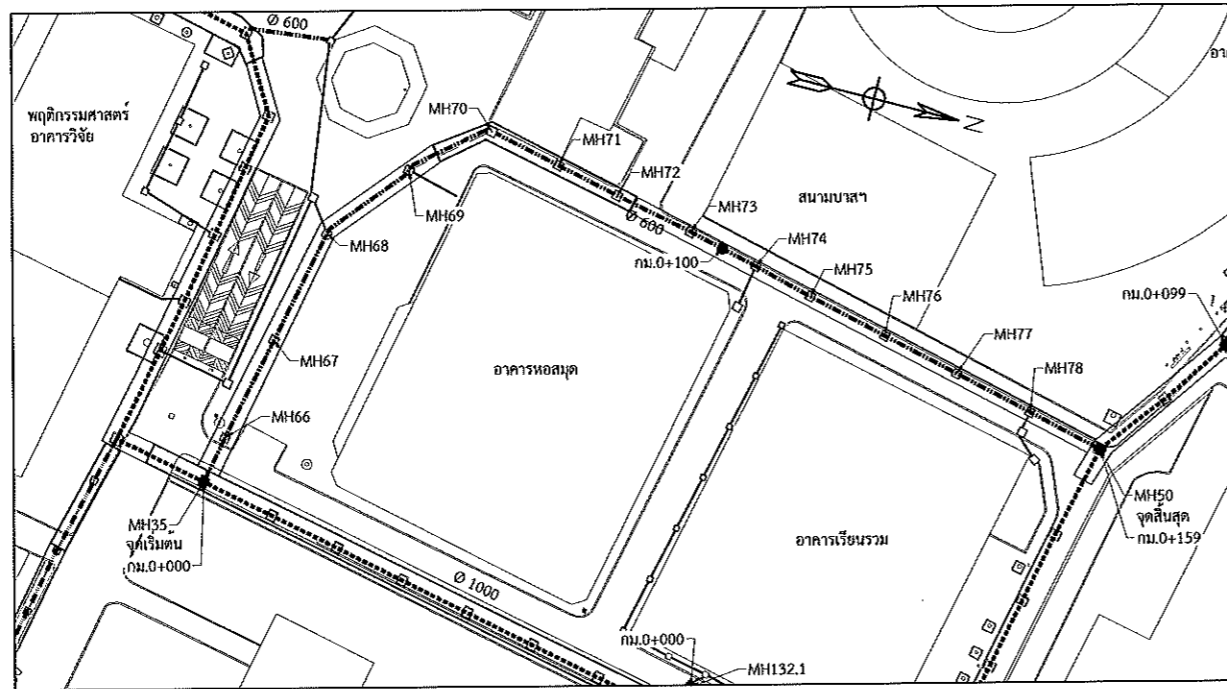 Ø 600
พฤติกรรมศาสตร์
อาคารวิจัย
MH70
MH71
MH72
MH73
Ø 600
กม.0+100
MH74
MH75
MH76
MH77
MH78
สนามบาสฯ
N
กม.0+099
MH69
MH68
MH67
MH66
อาคารหอสมุด
อาคารเรียนรวม
MH35
จุดเริ่มต้น
กม.0+000
Ø 1000
MH50
จุดสิ้นสุด
กม.0+159
กม.0+000
MH132.1